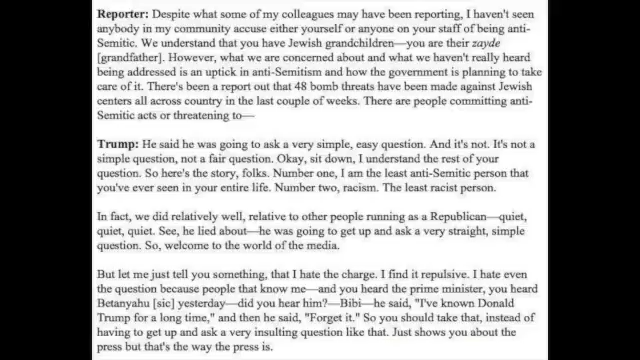 Reporter: Despite what some of my colleagues may have been reporting, I haven't seen
anybody in my community accuse either yourself or anyone on your staff of being anti-
Semitic. We understand that you have Jewish grandchildren—you are their zayde
[grandfather]. However, what we are concerned about and what we haven't really heard
being addressed is an uptick in anti-Semitism and how the government is planning to take
care of it. There's been a report out that 48 bomb threats have been made against Jewish
centers all across country in the last couple of weeks. There are people committing anti-
Semitic acts or threatening to—
Trump: He said he was going to ask a very simple, easy question. And it's not. It's not a
simple question, not a fair question. Okay, sit down, I understand the rest of your
question. So here's the story, folks. Number one, I am the least anti-Semitic person that
you've ever seen in your entire life. Number two, racism. The least racist person.
In fact, we did relatively well, relative to other people running as a Republican—quiet,
quiet, quiet. See, he lied about—he was going to get up and ask a very straight, simple
question. So, welcome to the world of the media.
But let me just tell you something, that I hate the charge. I find it repulsive. I hate even
the question because people that know me—and you heard the prime minister, you heard
Betanyahu [sic] yesterday—did you hear him?—Bibi—he said, "I've known Donald
Trump for a long time," and then he said, "Forget it." So you should take that, instead of
having to get up and ask a very insulting question like that. Just shows you about the
press but that's the way the press is.